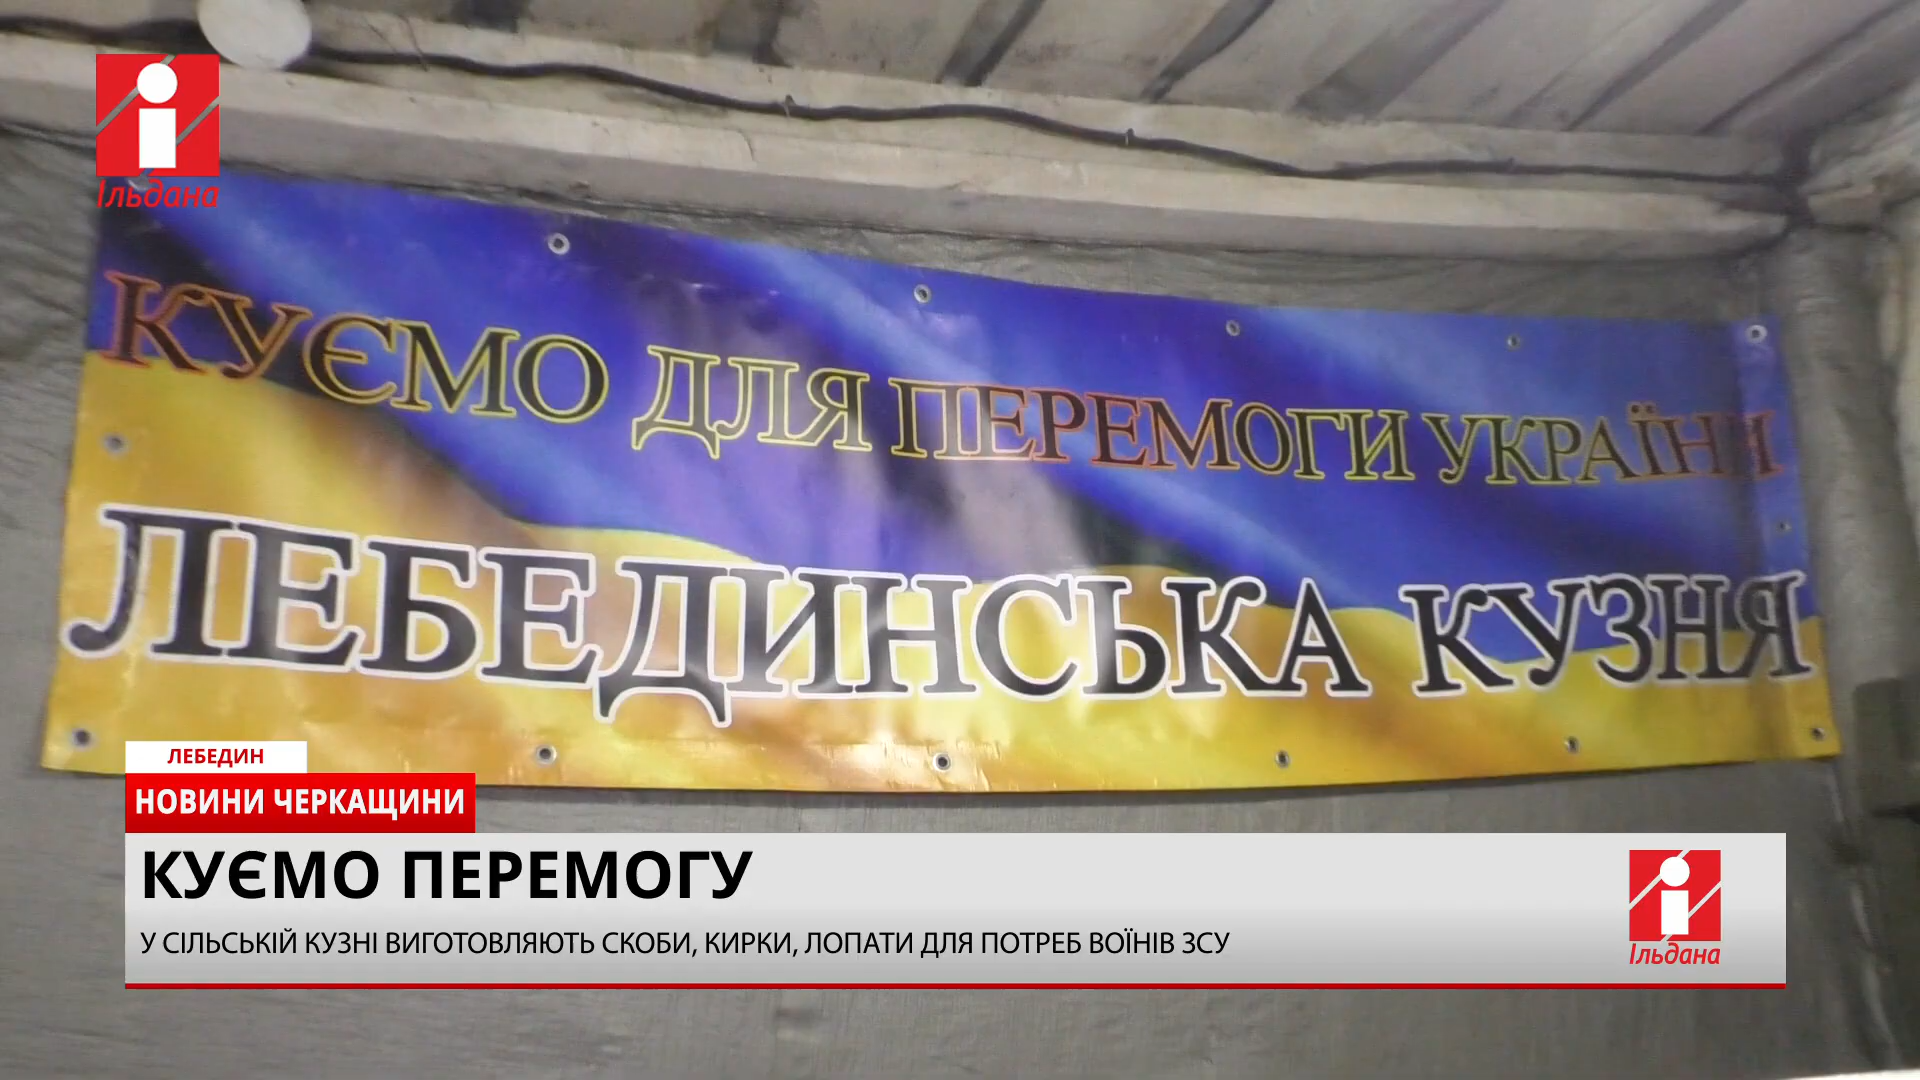 Ільдана
КУЄМО ДЛЯ ПЕРЕМОГИ УКРАЇНИ
ЛЕБЕДИНСЬКА КУЗНЯ
ЛЕБЕДИН
НОВИНИ ЧЕРКАЩИНИ
КУЄМО ПЕРЕМОГУ
У СІЛЬСЬКІЙ КУЗНІ ВИГОТОВЛЯЮТЬ СКОБИ, КИРКИ, ЛОПАТИ ДЛЯ ПОТРЕБ ВОЇНІВ ЗСУ
Ільдана